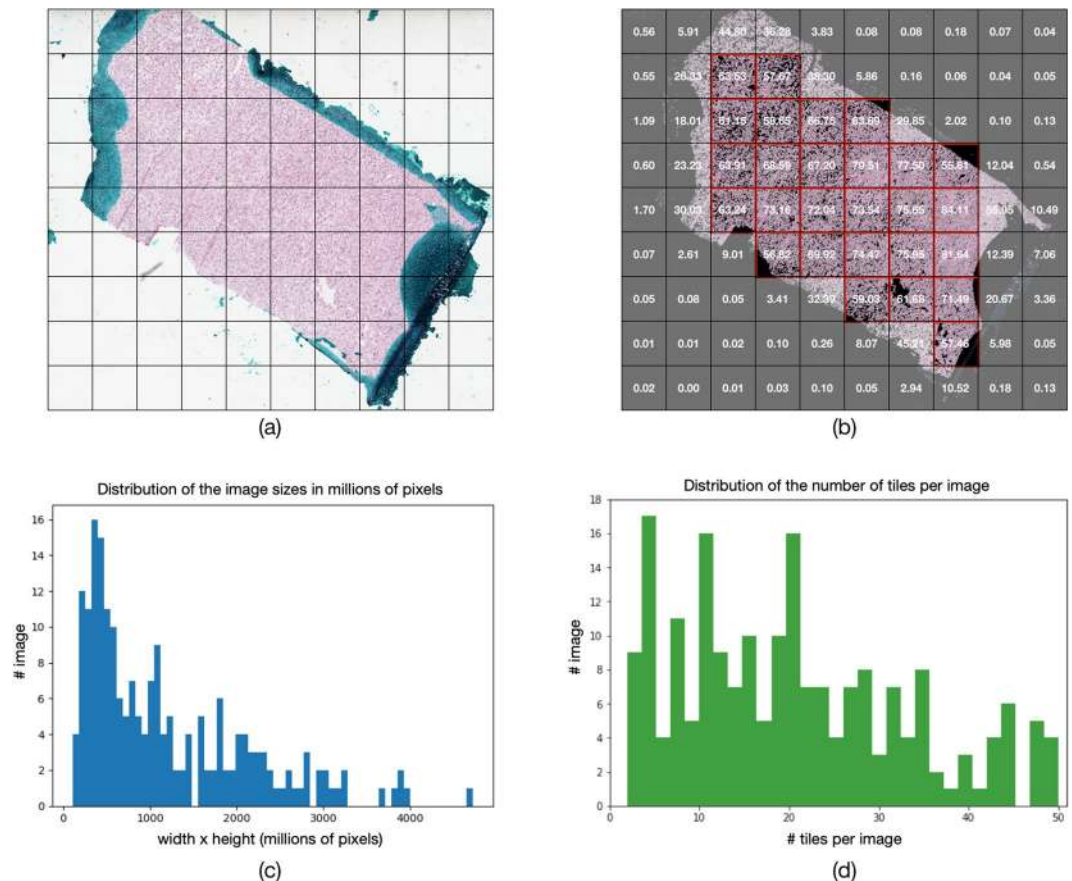 0.56 5.91 44.80 36.28 3.83 0.08 0.08 0.18 0.07 0.04
0.55 26.33 63.53 57.67 38.30 5.86 0.16 0.06 0.04 0.05
1.09 18.01 61.15 59.65 66.75 63.69 29.85 2.02 0.10 0.13
0.60 23.23 63.91 68.59 67.20 79.51 77.50 55.61 12.04 0.54
1.70 30.03 63.24 73.16 72.04 73.54 75.65 84.11 10.49
0.07 2.61 9.01 56.82 69.92 74.47 75.95 81.64 12.39 7.06
0.05 0.08 0.05 3.41 32.39 59.03 61.68 71.49 20.67 3.36
0.01 0.01 0.02 0.10 0.26 8.07 45.21 57.46 5.98 0.05
0.02 0.00 0.01 0.03 0.10 0.05 2.94 10.52 0.18 0.13
(a)
(b)
Distribution of the image sizes in millions of pixels
16
14
12
10
8
6
4
2
0
# image
0 1000 2000 3000 4000
width x height (millions of pixels)
(c)
Distribution of the number of tiles per image
18
16
14
12
10
8
6
4
2
0
# image
0 10 20 30 40 50
# tiles per image
(d)